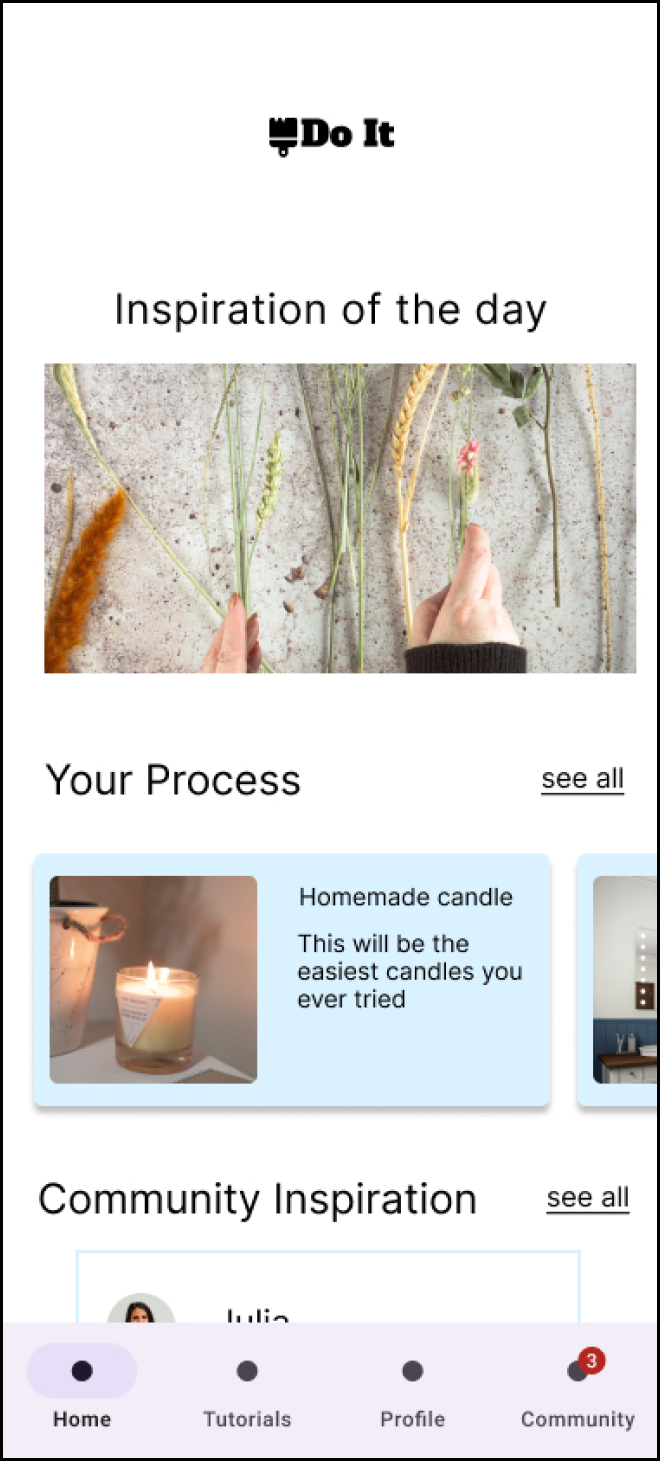 Do It
Inspiration of the day
Your Process
see all
Homemade candle
This will be the
easiest candles you
ever tried
Community Inspiration
see all
Julia
3
Home
Tutorials
Profile
Community